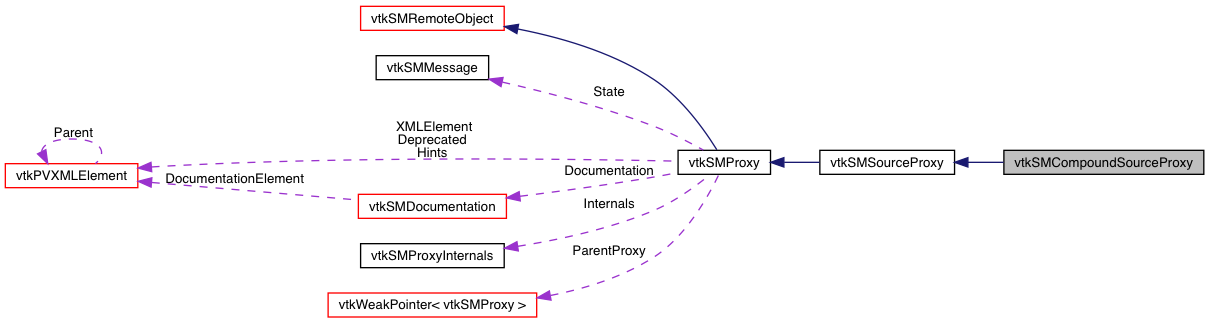 vtkSMRemoteObject
vtkSMMessage
State
Parent
XMLElement
Deprecated
Hints
vtkPVXMLElement
DocumentationElement
vtkSMDocumentation
Documentation
vtkSMProxy
vtkSMSourceProxy
vtkSMCompoundSourceProxy
Internals
vtkSMProxyInternals
ParentProxy
vtkWeakPointer< vtkSMProxy >